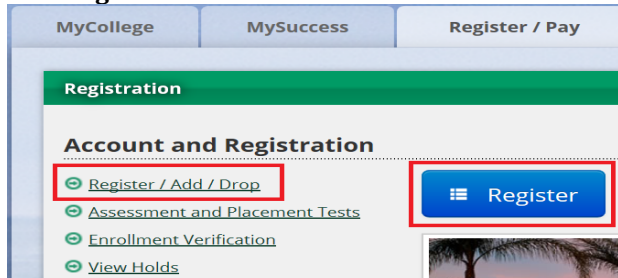 MyCollege MySuccess Register / Pay
Registration
Account and Registration
Register / Add / Drop
Register
Assessment and Placement Tests
Enrollment Verification
View Holds